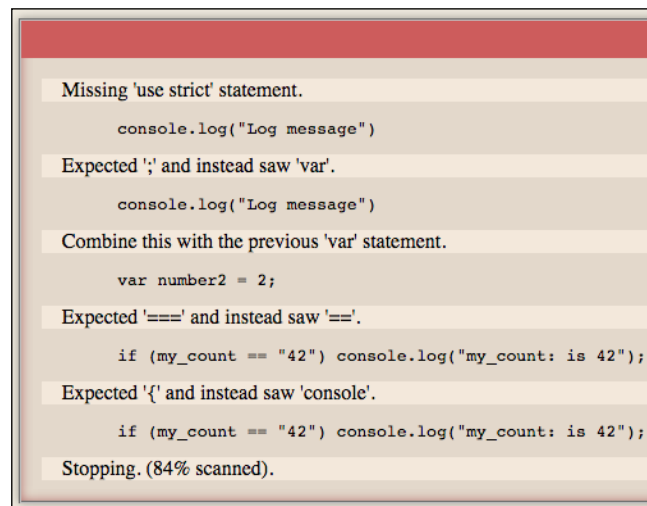 Missing 'use strict' statement.
console.log("Log message")
Expected ';' and instead saw 'var'.
console.log("Log message")
Combine this with the previous 'var' statement.
var number2 = 2;
Expected '===' and instead saw '=='.
if (my_count == "42") console.log("my_count: is 42");
Expected '{' and instead saw 'console'.
if (my_count == "42") console.log("my_count: is 42");
Stopping. (84% scanned).